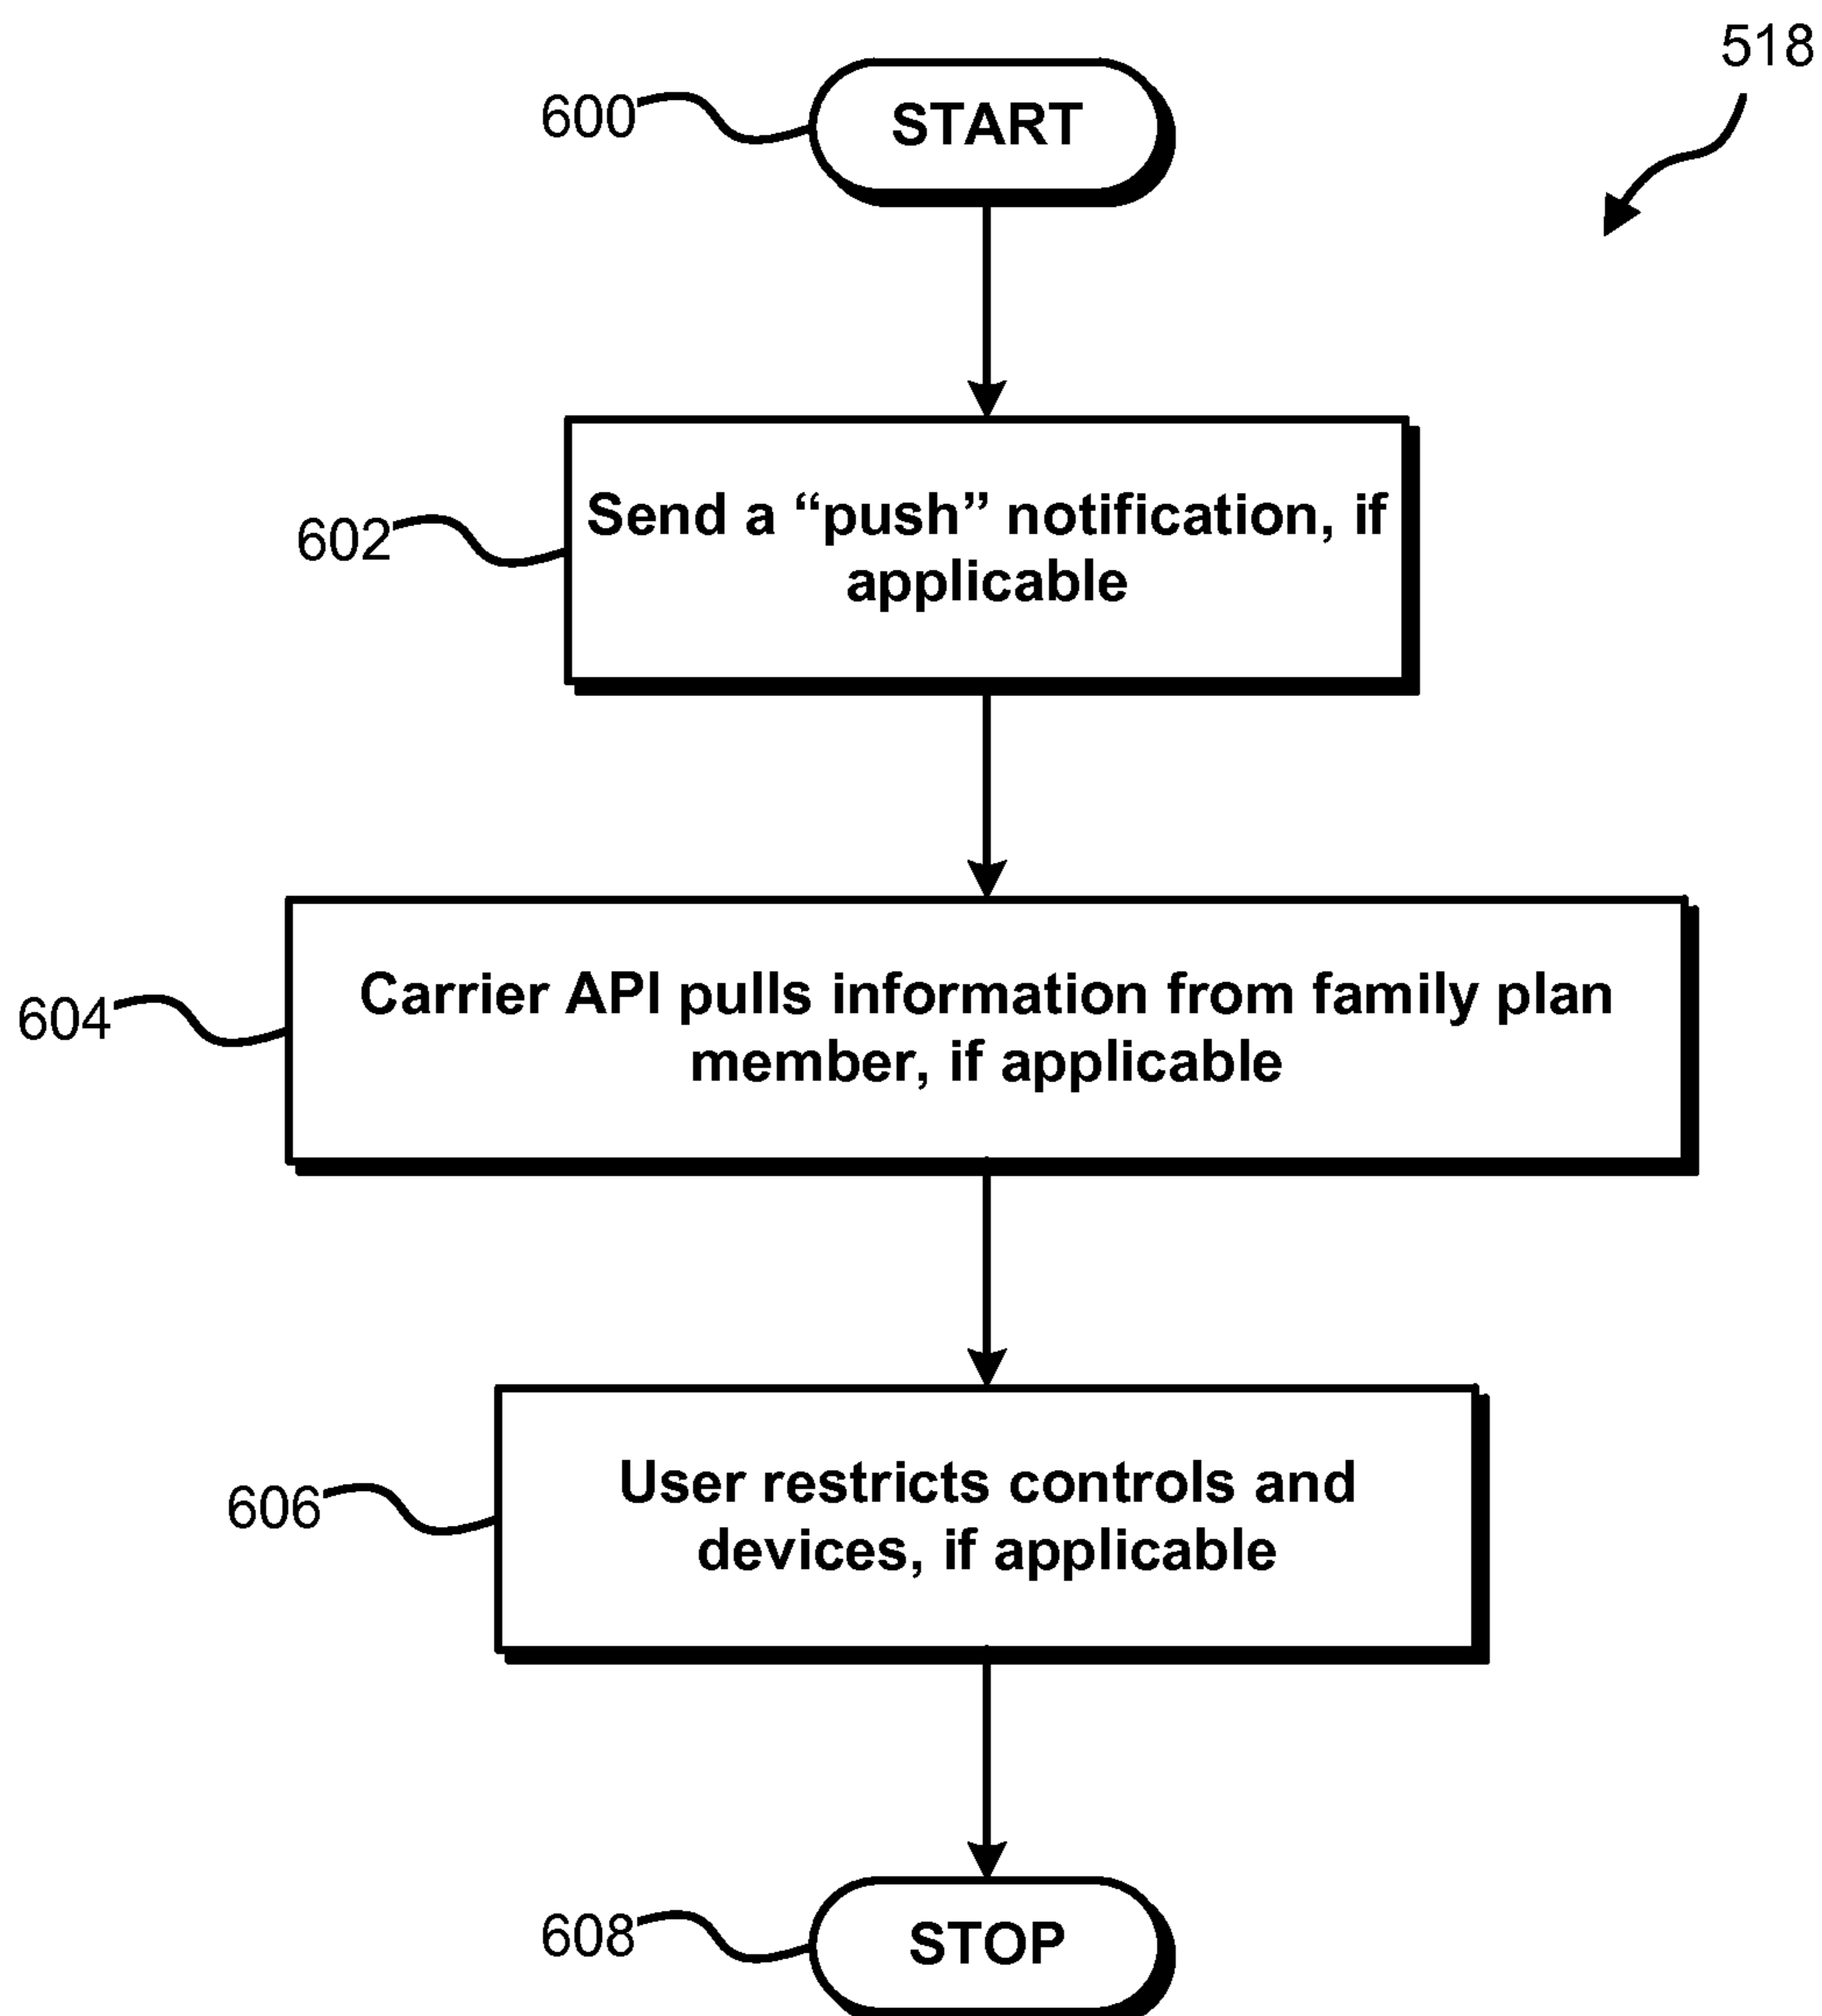 518
600
START
602
Send a “push” notification, if
applicable
604
Carrier API pulls information from family plan
member, if applicable
606
User restricts controls and
devices, if applicable
608
STOP